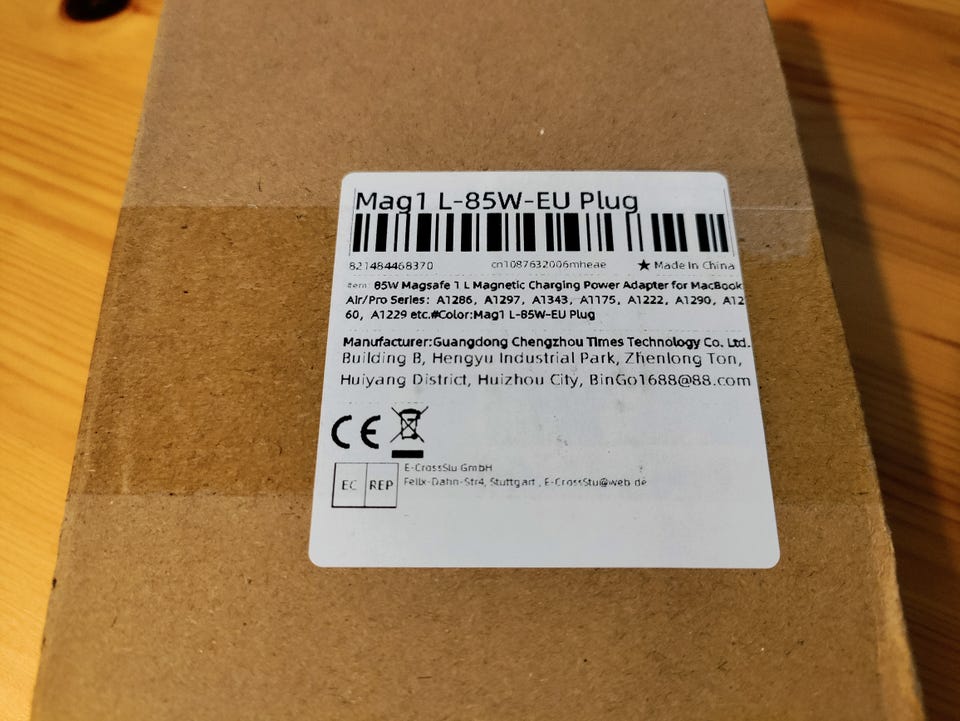 Mag1 L-85W-EU Plug
821484468370 cn1087632006mheae ★ Made In China
Item: 85W Magsafe 1 L Magnetic Charging Power Adapter for MacBook
Air/Pro Series: A1286, A1297, A1343, A1175, A1222, A1290, A12
60, A1229 etc.#Color:Mag1 L-85W-EU Plug
Manufacturer:Guangdong Chengzhou Times Technology Co. Ltd.
Building B, Hengyu Industrial Park, Zhenlong Ton,
Huiyang District, Huizhou City, BinGo1688@88.com
CE
EC REP
E-CrossStu GmbH
Felix-Dahn-Str4, Stuttgart , E-CrossStu@web de